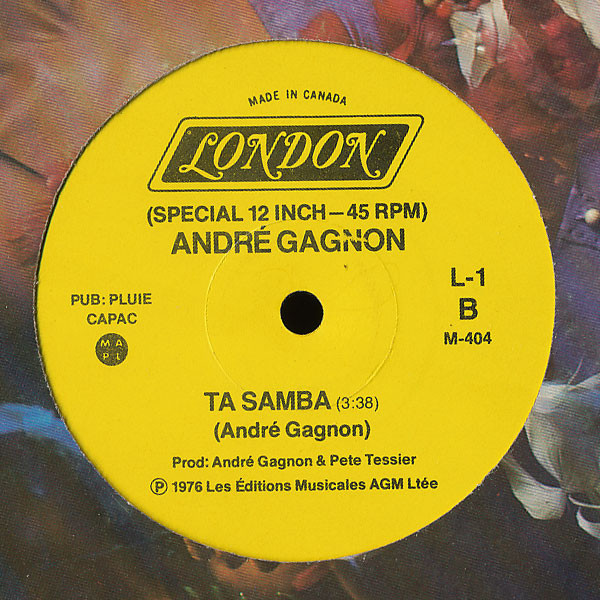 MADE IN CANADA
LONDON
(SPECIAL 12 INCH—45 RPM)
ANDRÉ GAGNON
L-1
B
M-404
PUB: PLUIE
CAPAC
M A
P L
TA SAMBA (3:38)
(André Gagnon)
Prod: André Gagnon & Pete Tessier
Ⓟ 1976 Les Éditions Musicales AGM Ltée